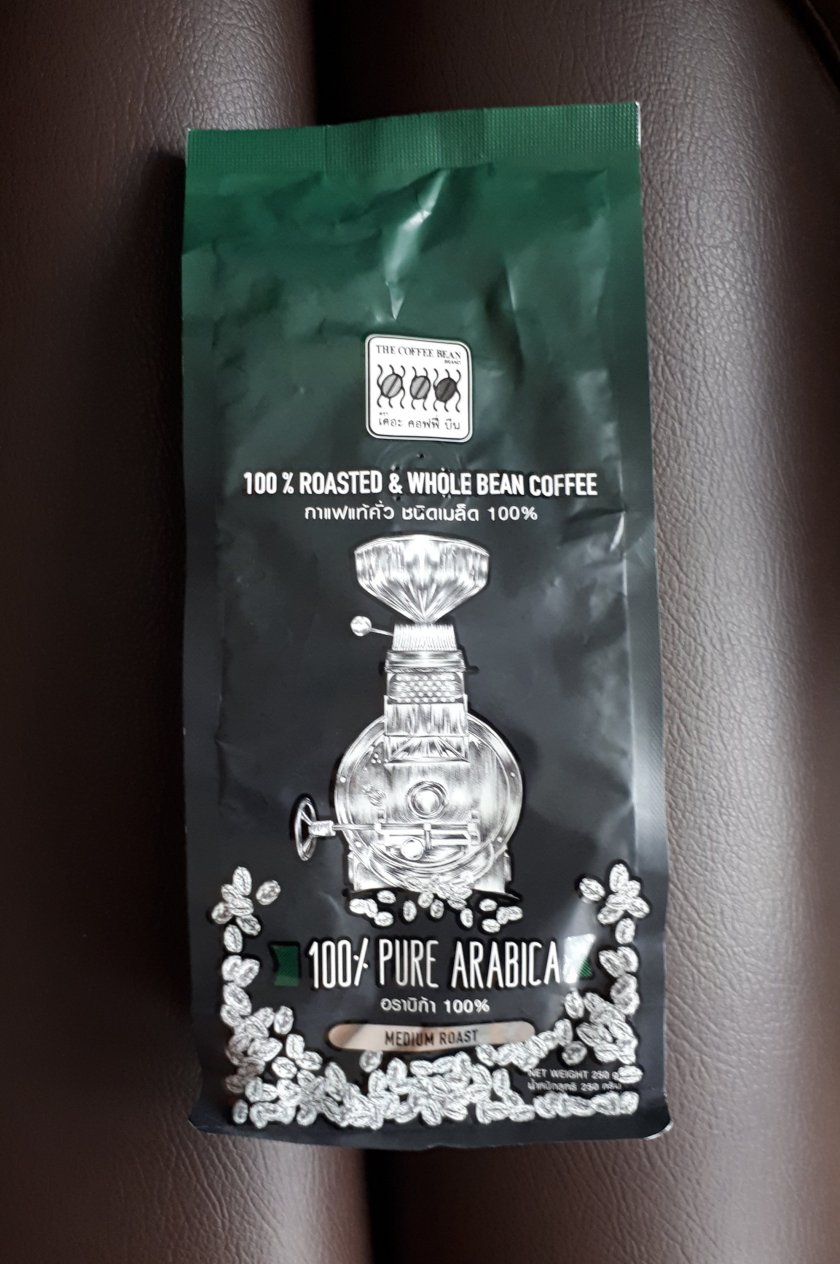 THE COFFEE BEAN
BRAND
เดอะ คอฟฟี่ บีน
100 % ROASTED & WHOLE BEAN COFFEE
กาแฟแท้คั่ว ชนิดเมล็ด 100%
100% PURE ARABICA
อราบิก้า 100%
MEDIUM ROAST
NET WEIGHT 250 g.
น้ำหนักสุทธิ 250 กรัม